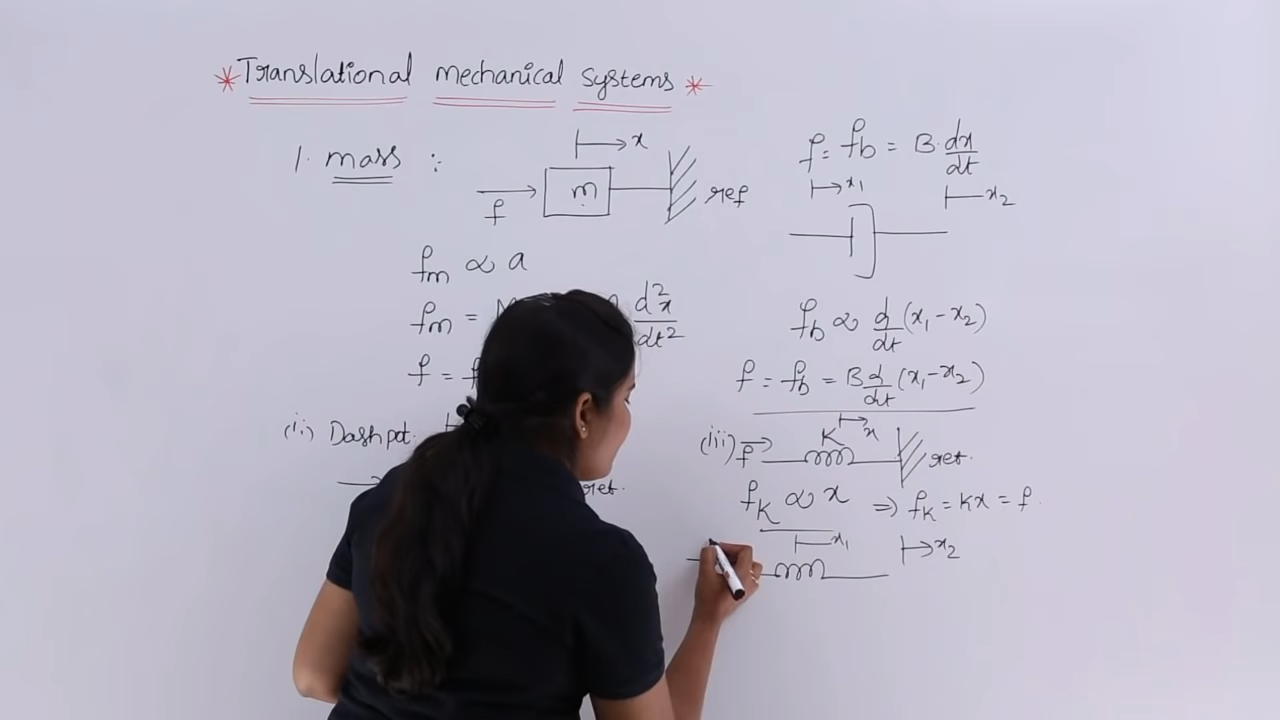 *Translational mechanical systems*
1. mass :
x
f
m
ref
fm ∝ a
fm =
d²x
dt²
f =
(ii) Dashpot.
ref.
f = fb = B. dx/dt
x1
x2
fb ∝ d/dt (x1 - x2)
f = fb = B d/dt (x1 - x2)
(iii)
f
K
x
ref.
fK ∝ x ⇒ fK = Kx = f.
x1
x2